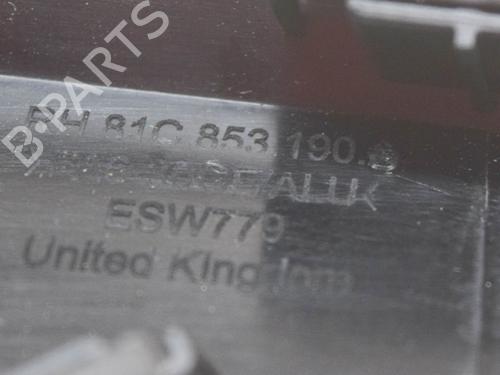 B-PARTS
RH 81C 853 190.
ESW779
United Kingdom